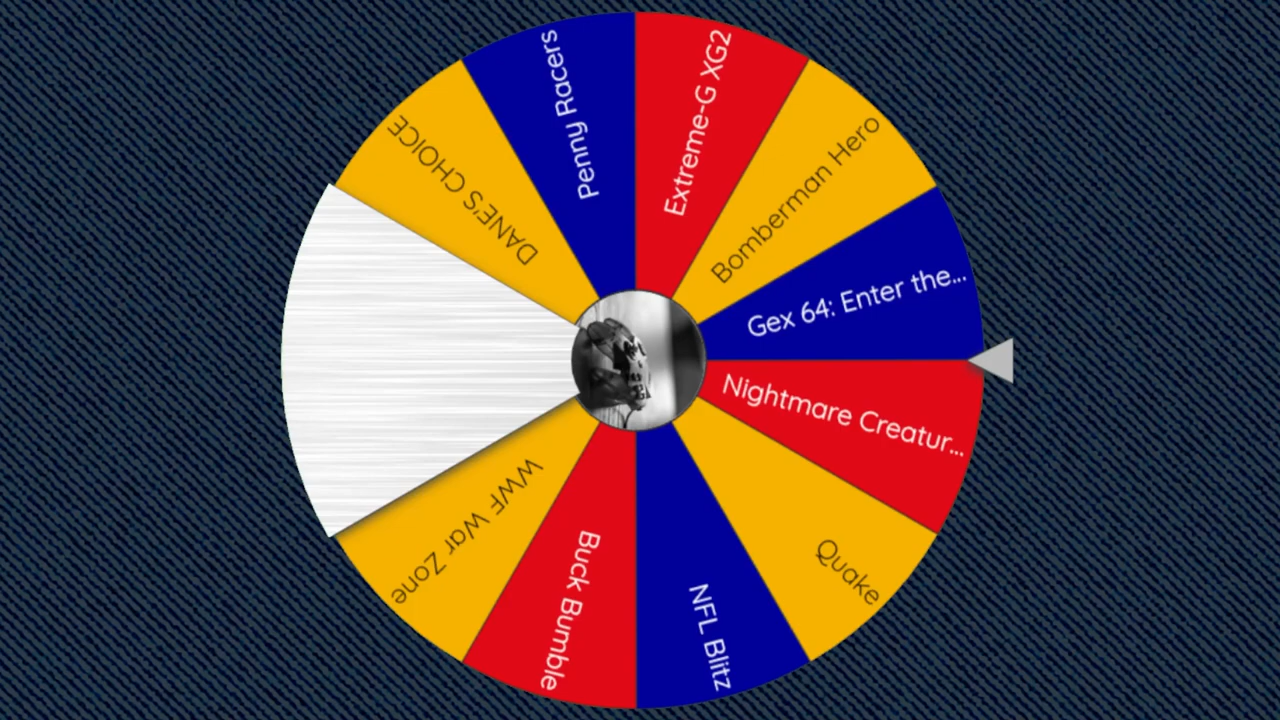 Penny Racers
Extreme-G XG2
Bomberman Hero
Gex 64: Enter the...
Nightmare Creatur...
Quake
NFL Blitz
Buck Bumble
WWF War Zone
DANE'S CHOICE